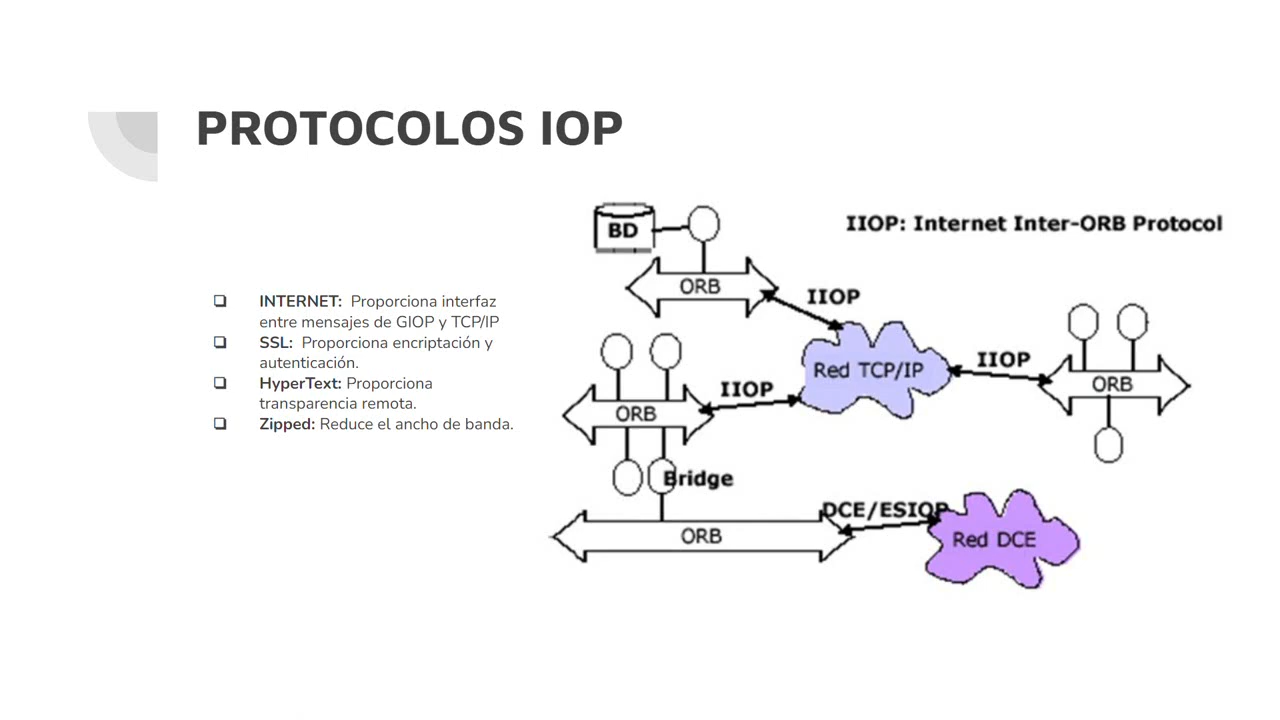 PROTOCOLOS IOP
INTERNET: Proporciona interfaz
entre mensajes de GIOP y TCP/IP
SSL: Proporciona encriptación y
autenticación.
HyperText: Proporciona
transparencia remota.
Zipped: Reduce el ancho de banda.
IIOP: Internet Inter-ORB Protocol
BD
ORB
IIOP
Red TCP/IP
IIOP
ORB
IIOP
ORB
Bridge
DCE/ESIOP
ORB
Red DCE